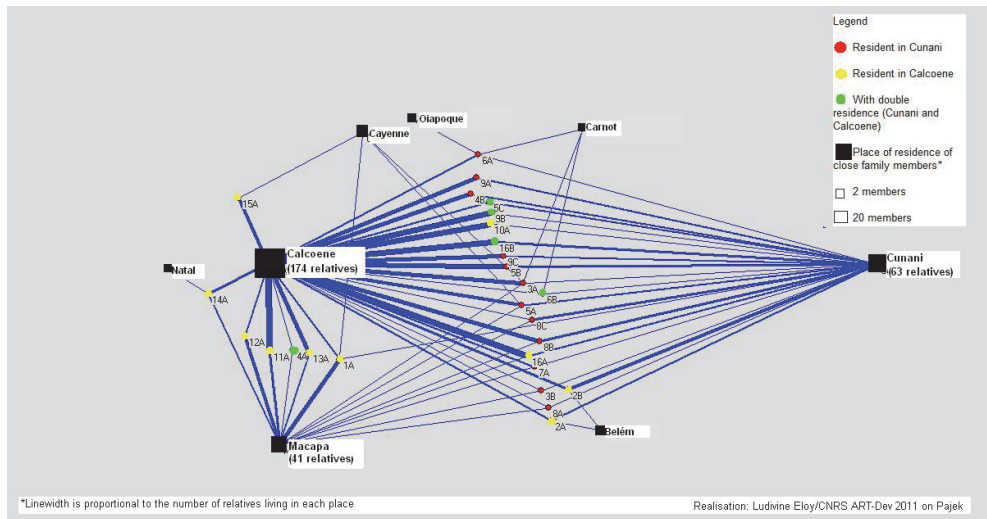 Legend
Resident in Cunani
Resident in Calcoene
With double
residence (Cunani and
Calcoene)
Place of residence of
close family members*
2 members
20 members
Oiapoque
Cayenne
Carnot
6A
9A
15A
4B2
5C
9B
10A
16B
Calcoene
(174 relatives)
9C
5B
Cunani
(63 relatives)
Natal
3A
6B
14A
5A
8C
12A
8B
11A
4A
13A
1A
16A
7A
3B
2B
8A
2A
Belém
Macapa
(41 relatives)
*Linewidth is proportional to the number of relatives living in each place
Realisation: Ludivine Eloy/CNRS ART-Dev 2011 on Pajek